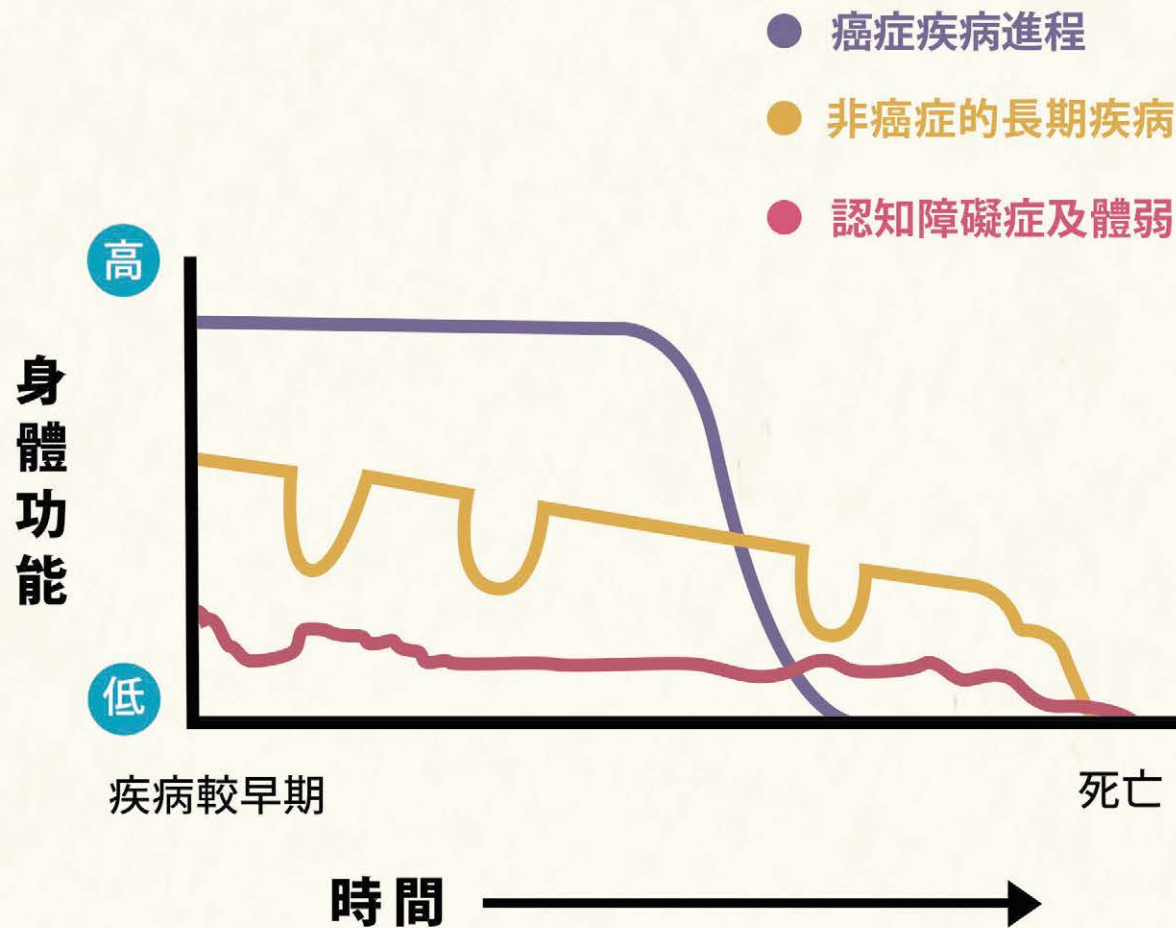 癌症疾病進程
非癌症的長期疾病
認知障礙症及體弱
高
身體功能
低
疾病較早期
死亡
時間